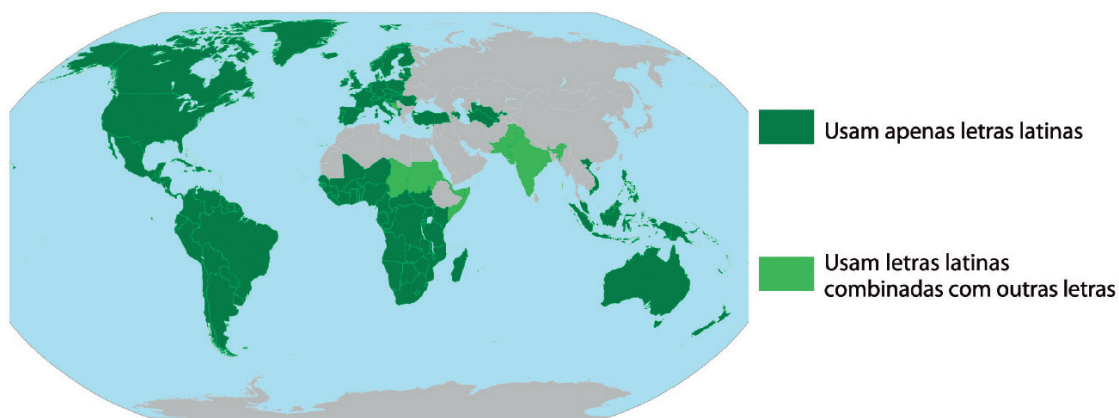 Usam apenas letras latinas
Usam letras latinas
combinadas com outras letras